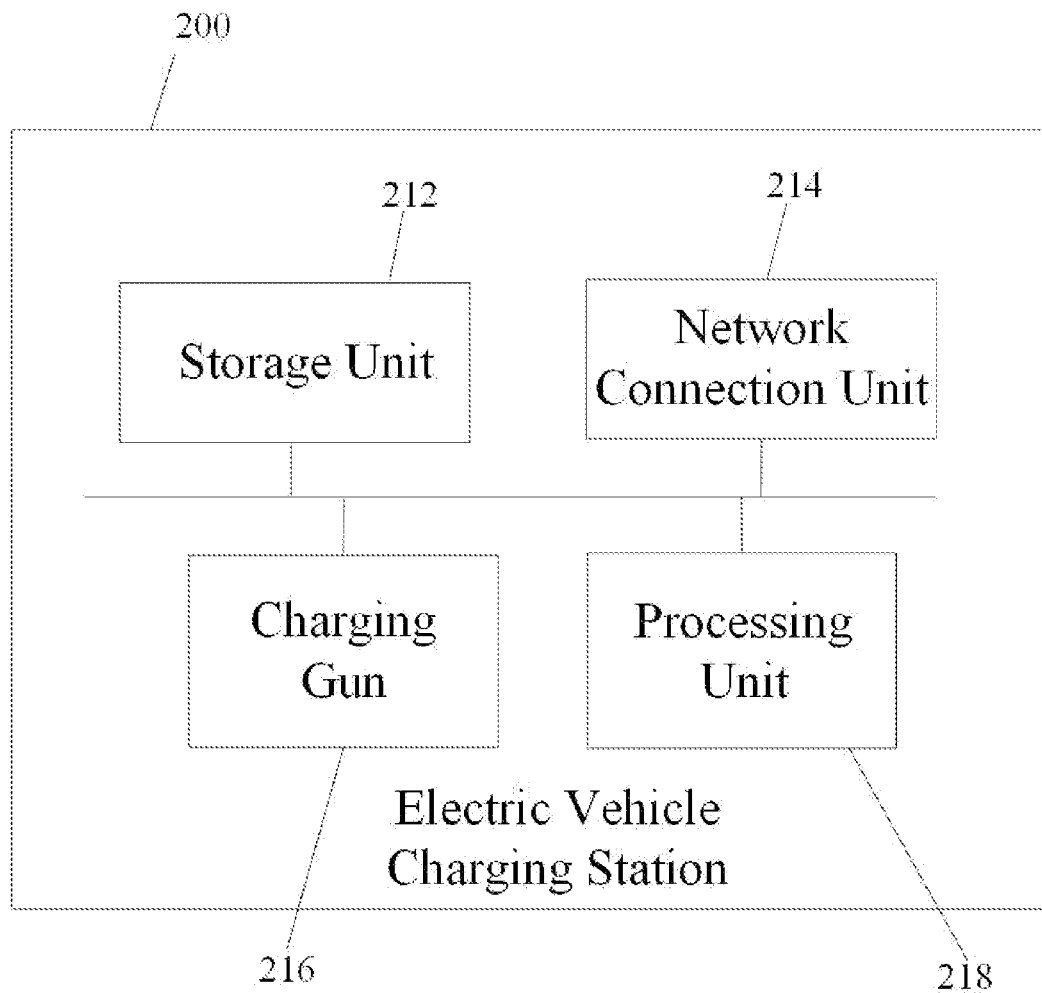 200
212
214
Storage Unit
Network
Connection Unit
Charging
Gun
Processing
Unit
Electric Vehicle
Charging Station
216
218